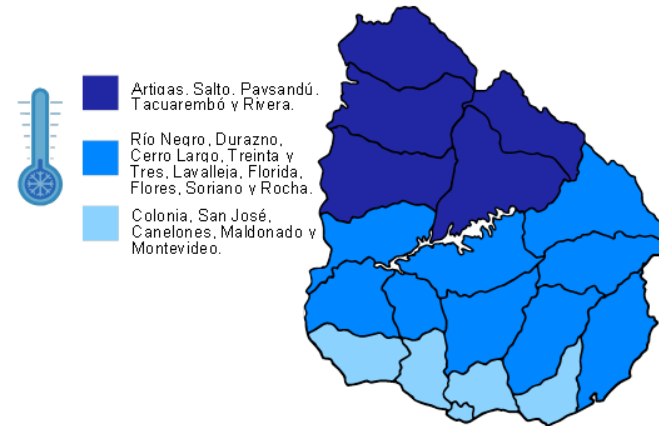 Artigas, Salto, Paysandú,
Tacuarembó y Rivera.
Río Negro, Durazno,
Cerro Largo, Treinta y
Tres, Lavalleja, Florida,
Flores, Soriano y Rocha.
Colonia, San José,
Canelones, Maldonado y
Montevideo.